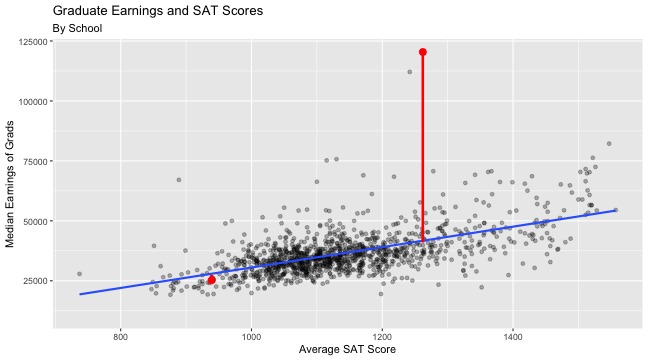 Graduate Earnings and SAT Scores
By School
Median Earnings of Grads
125000
100000
75000
50000
25000
800
1000
1200
1400
Average SAT Score